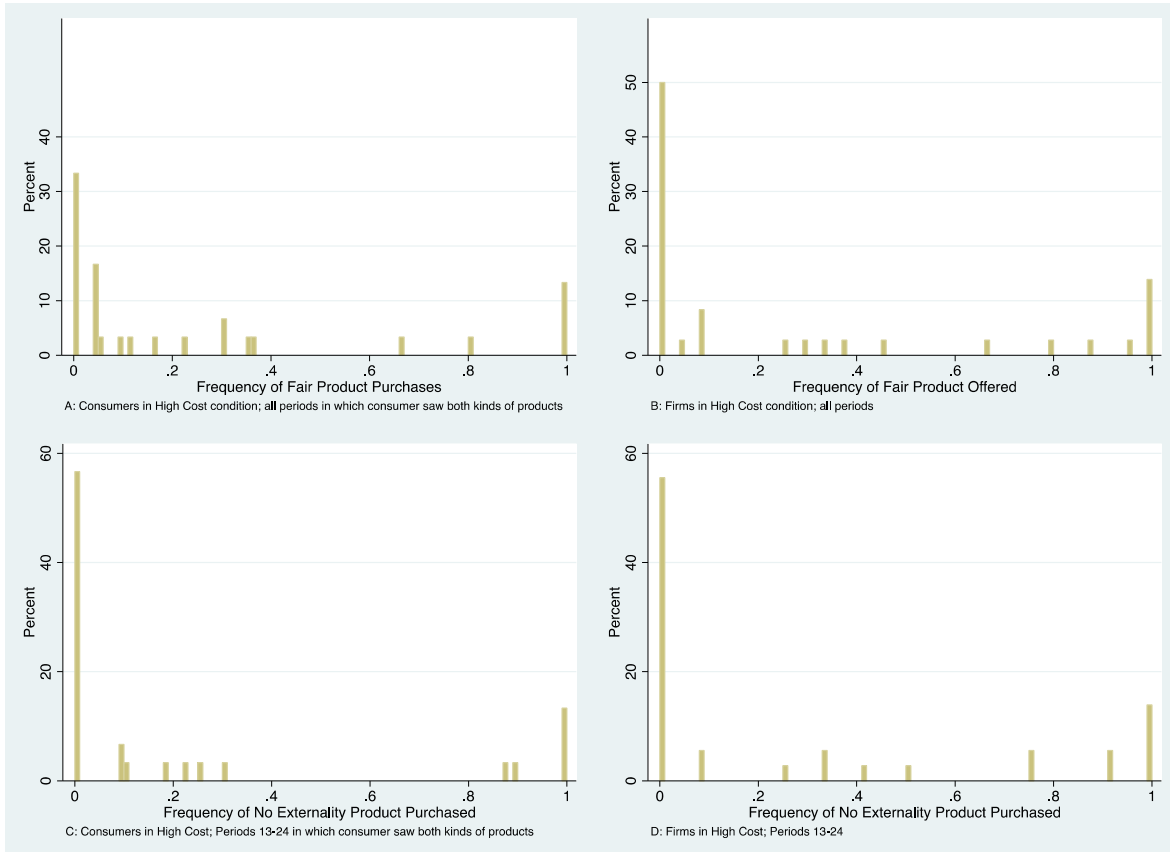 Percent
40
30
20
10
0
0 .2 .4 .6 .8 1
Frequency of Fair Product Purchases
A: Consumers in High Cost condition; all periods in which consumer saw both kinds of products
Percent
50
40
30
20
10
0
0 .2 .4 .6 .8 1
Frequency of Fair Product Offered
B: Firms in High Cost condition; all periods
Percent
60
40
20
0
0 .2 .4 .6 .8 1
Frequency of No Externality Product Purchased
C: Consumers in High Cost; Periods 13-24 in which consumer saw both kinds of products
Percent
60
40
20
0
0 .2 .4 .6 .8 1
Frequency of No Externality Product Purchased
D: Firms in High Cost; Periods 13-24